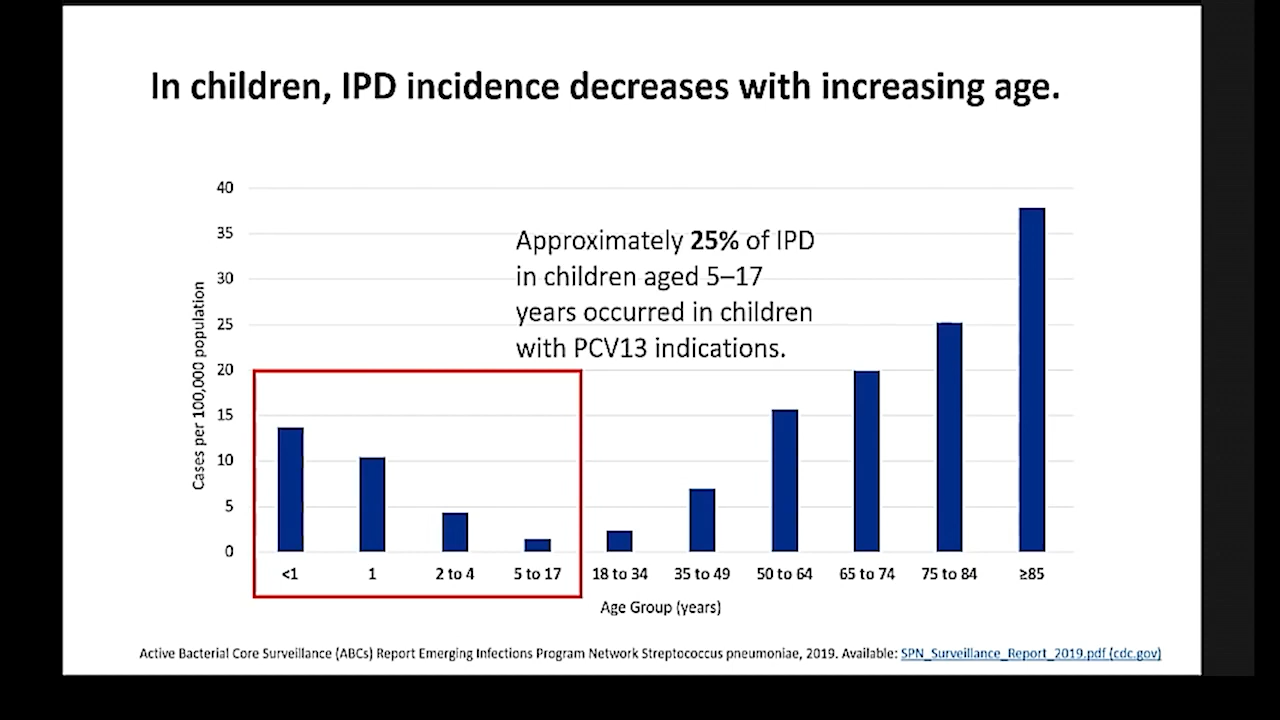 In children, IPD incidence decreases with increasing age.
Approximately 25% of IPD
in children aged 5–17
years occurred in children
with PCV13 indications.
Cases per 100,000 population
40
35
30
25
20
15
10
5
0
<1 1 2 to 4 5 to 17 18 to 34 35 to 49 50 to 64 65 to 74 75 to 84 ≥85
Age Group (years)
Active Bacterial Core Surveillance (ABCs) Report Emerging Infections Program Network Streptococcus pneumoniae, 2019. Available: SPN_Surveillance_Report_2019.pdf (cdc.gov)